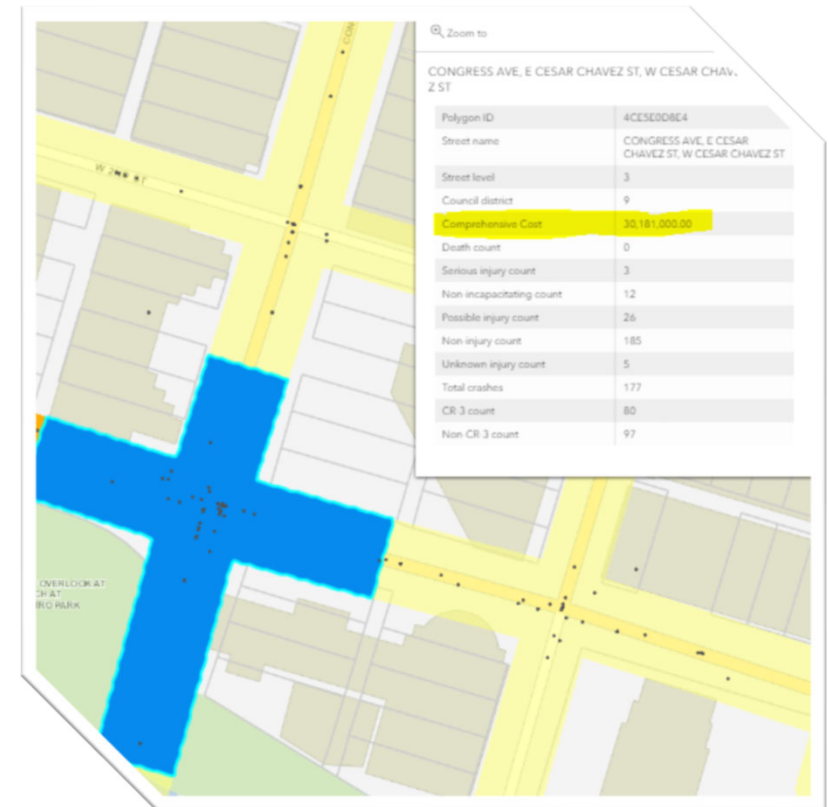 Zoom to
CONGRESS AVE, E CESAR CHAVEZ ST, W CESAR CHAV
Z ST
Polygon ID 4CE5E0D8E4
Street name CONGRESS AVE, E CESAR
CHAVEZ ST, W CESAR CHAVEZ ST
Street level 3
Council district 9
Comprehensive Cost 30,181,000.00
Death count 0
Serious injury count 3
Non incapacitating count 12
Possible injury count 26
Non injury count 185
Unknown injury count 5
Total crashes 177
CR-3 count 80
Non CR-3 count 97
CON
W 2ND ST
OVERLOOK AT
CH AT
RO PARK